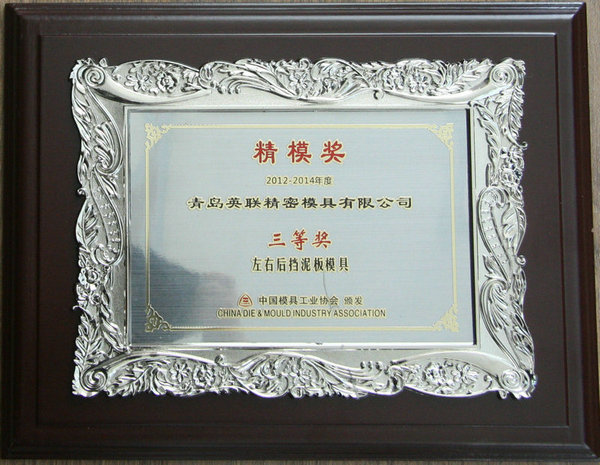 精模奖
2012-2014年度
青岛英联精密模具有限公司
三等奖
左右后挡泥板模具
中国模具工业协会 颁发
CHINA DIE & MOULD INDUSTRY ASSOCIATION